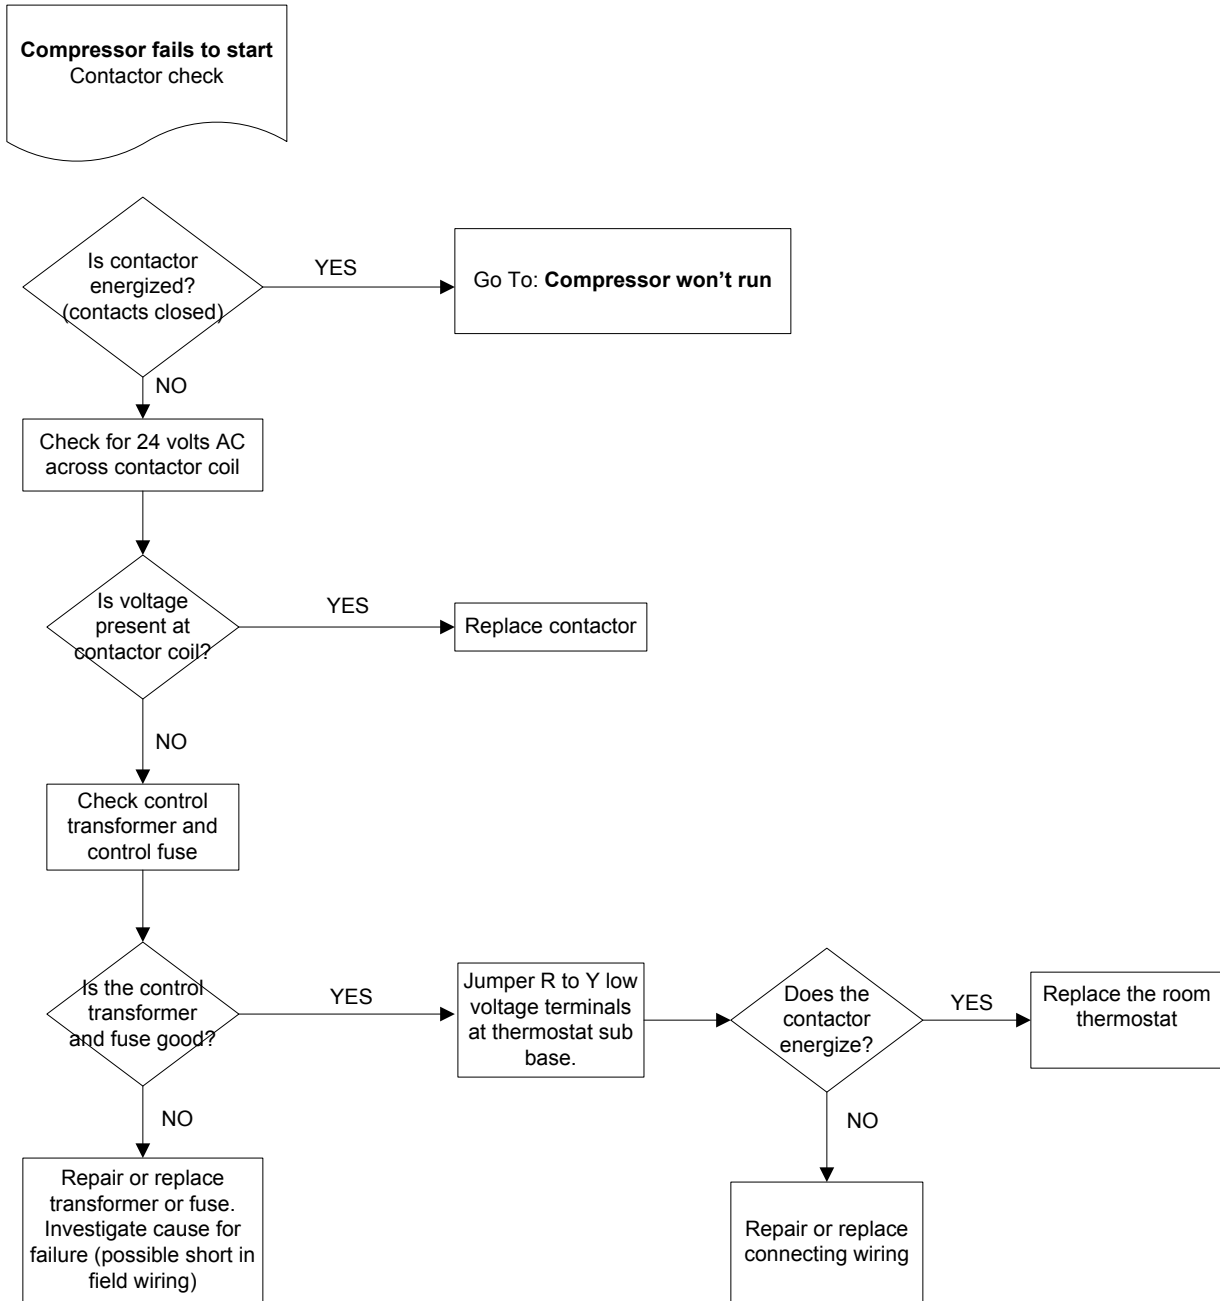 Compressor fails to start
Contactor check
Is contactor
energized?
(contacts closed)
YES
Go To: Compressor won't run
NO
Check for 24 volts AC
across contactor coil
Is voltage
present at
contactor coil?
YES
Replace contactor
NO
Check control
transformer and
control fuse
Is the control
transformer
and fuse good?
YES
Jumper R to Y low
voltage terminals
at thermostat sub
base.
Does the
contactor
energize?
YES
Replace the room
thermostat
NO
Repair or replace
transformer or fuse.
Investigate cause for
failure (possible short in
field wiring)
NO
Repair or replace
connecting wiring